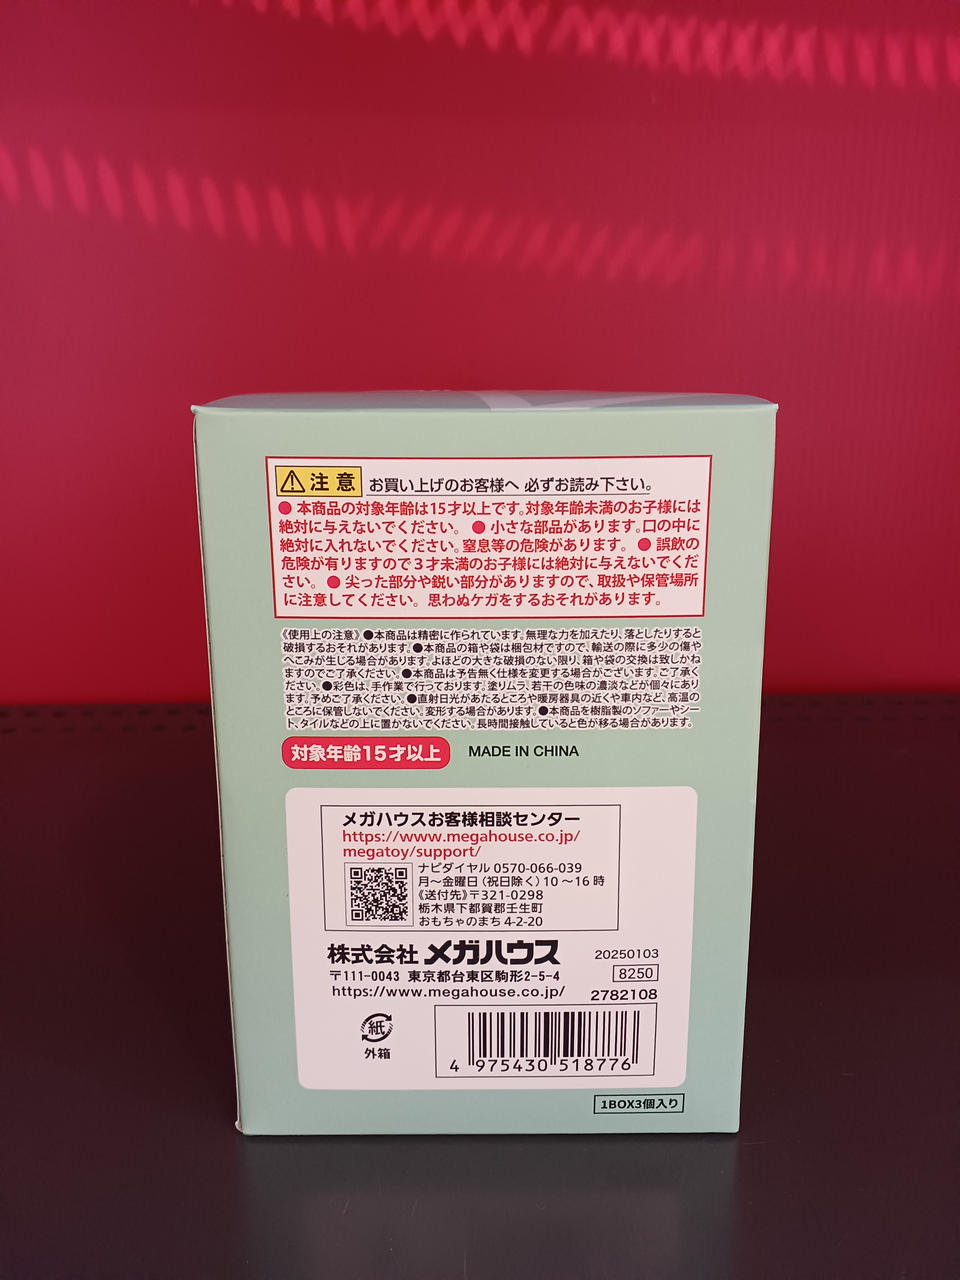 注意 お買い上げのお客様へ 必ずお読み下さい。
● 本商品の対象年齢は15才以上です。対象年齢未満のお子様には
絶対に与えないでください。 ● 小さな部品があります。口の中に
絶対に入れないでください。窒息等の危険があります。 ● 誤飲の
危険が有りますので3才未満のお子様には絶対に与えないでくだ
さい。 ● 尖った部分や鋭い部分がありますので、取扱や保管場所
に注意してください。思わぬケガをするおそれがあります。
《使用上の注意》●本商品は精密に作られています。無理な力を加えたり、落としたりすると
破損するおそれがあります。●本商品の箱や袋は梱包材ですので、輸送の際に多少の傷や
へこみが生じる場合があります。よほどの大きな破損のない限り、箱や袋の交換は致しかね
ますのでご了承ください。●本商品は予告無く仕様を変更する場合がございます。ご了承く
ださい。●彩色は、手作業で行っております。塗りムラ、若干の色味の濃淡などが個々にあり
ます。予めご了承ください。●直射日光があたるところや暖房器具の近くや車内など、高温の
ところに保管しないでください。変形する場合があります。●本商品を樹脂製のソファーやシー
ト、タイルなどの上に置かないでください。長時間接触していると色が移る場合があります。
対象年齢15才以上 MADE IN CHINA
メガハウスお客様相談センター
https://www.megahouse.co.jp/
megatoy/support/
ナビダイヤル 0570-066-039
月～金曜日（祝日除く）10～16時
《送付先》〒321-0298
栃木県下都賀郡壬生町
おもちゃのまち 4-2-20
株式会社 メガハウス 20250103
〒111-0043 東京都台東区駒形2-5-4 8250
https://www.megahouse.co.jp/ 2782108
紙
外箱
4 975430 518776
1BOX3個入り